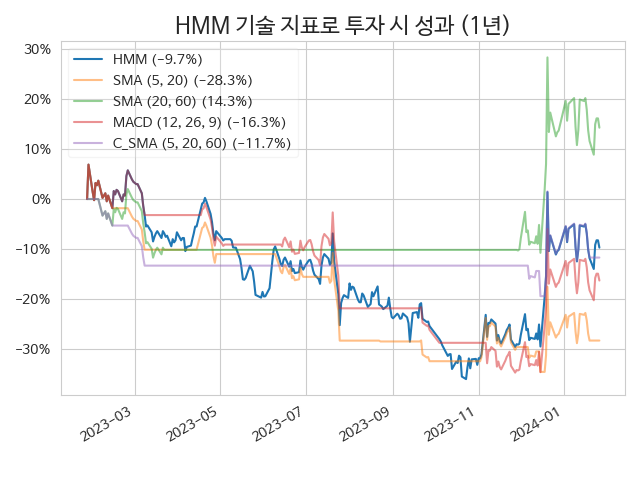 HMM 기술 지표로 투자 시 성과 (1년)
HMM (−9.7%)
SMA (5, 20) (−28.3%)
SMA (20, 60) (14.3%)
MACD (12, 26, 9) (−16.3%)
C_SMA (5, 20, 60) (−11.7%)
30%
20%
10%
0%
−10%
−20%
−30%
2023−03
2023−05
2023−07
2023−09
2023−11
2024−01